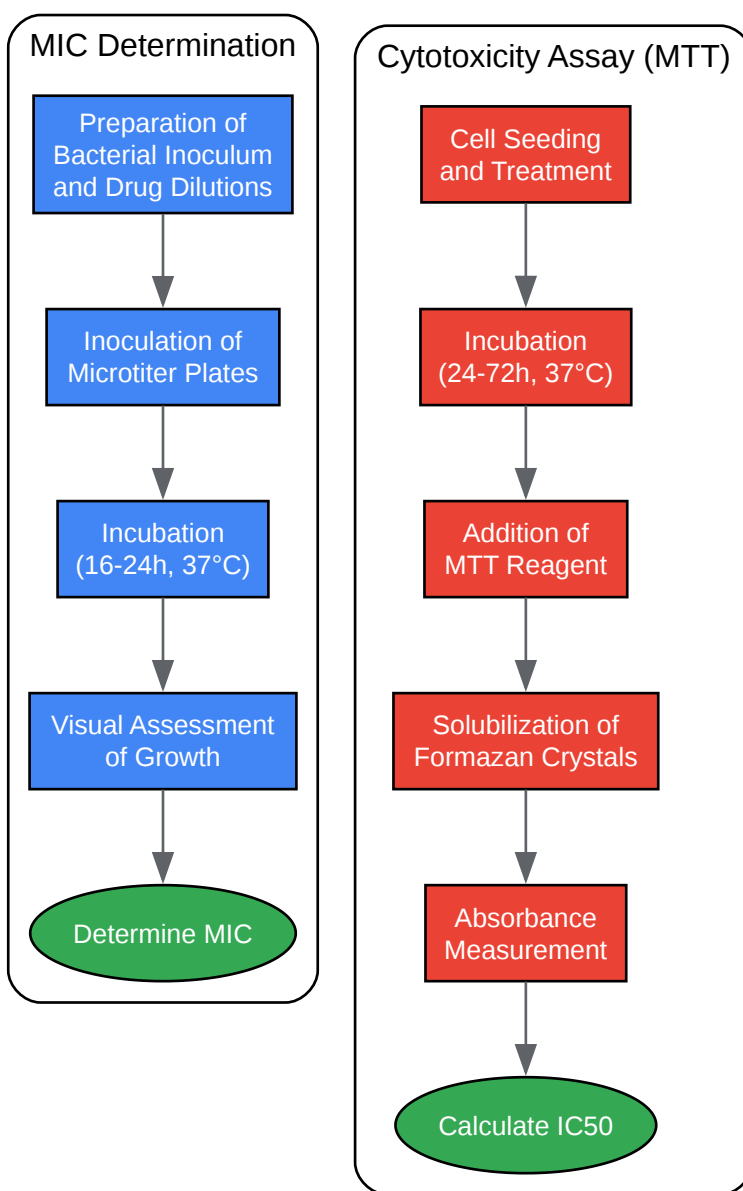 MIC Determination
Preparation of
Bacterial Inoculum
and Drug Dilutions
Inoculation of
Microtiter Plates
Incubation
(16-24h, 37°C)
Visual Assessment
of Growth
Determine MIC
Cytotoxicity Assay (MTT)
Cell Seeding
and Treatment
Incubation
(24-72h, 37°C)
Addition of
MTT Reagent
Solubilization of
Formazan Crystals
Absorbance
Measurement
Calculate IC50